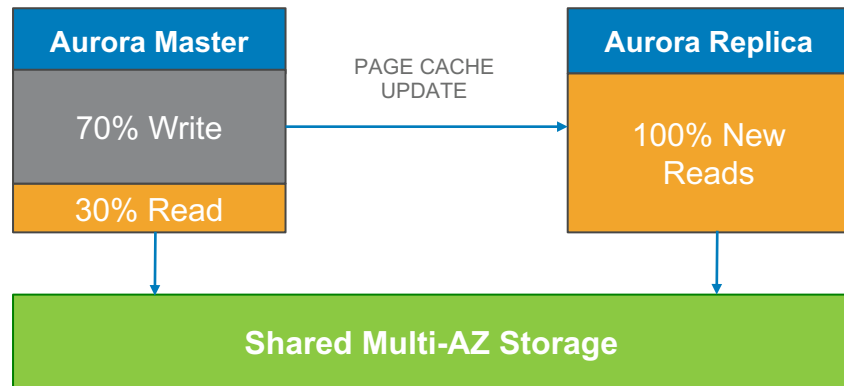 Aurora Master
70% Write
30% Read
PAGE CACHE
UPDATE
Aurora Replica
100% New
Reads
Shared Multi-AZ Storage